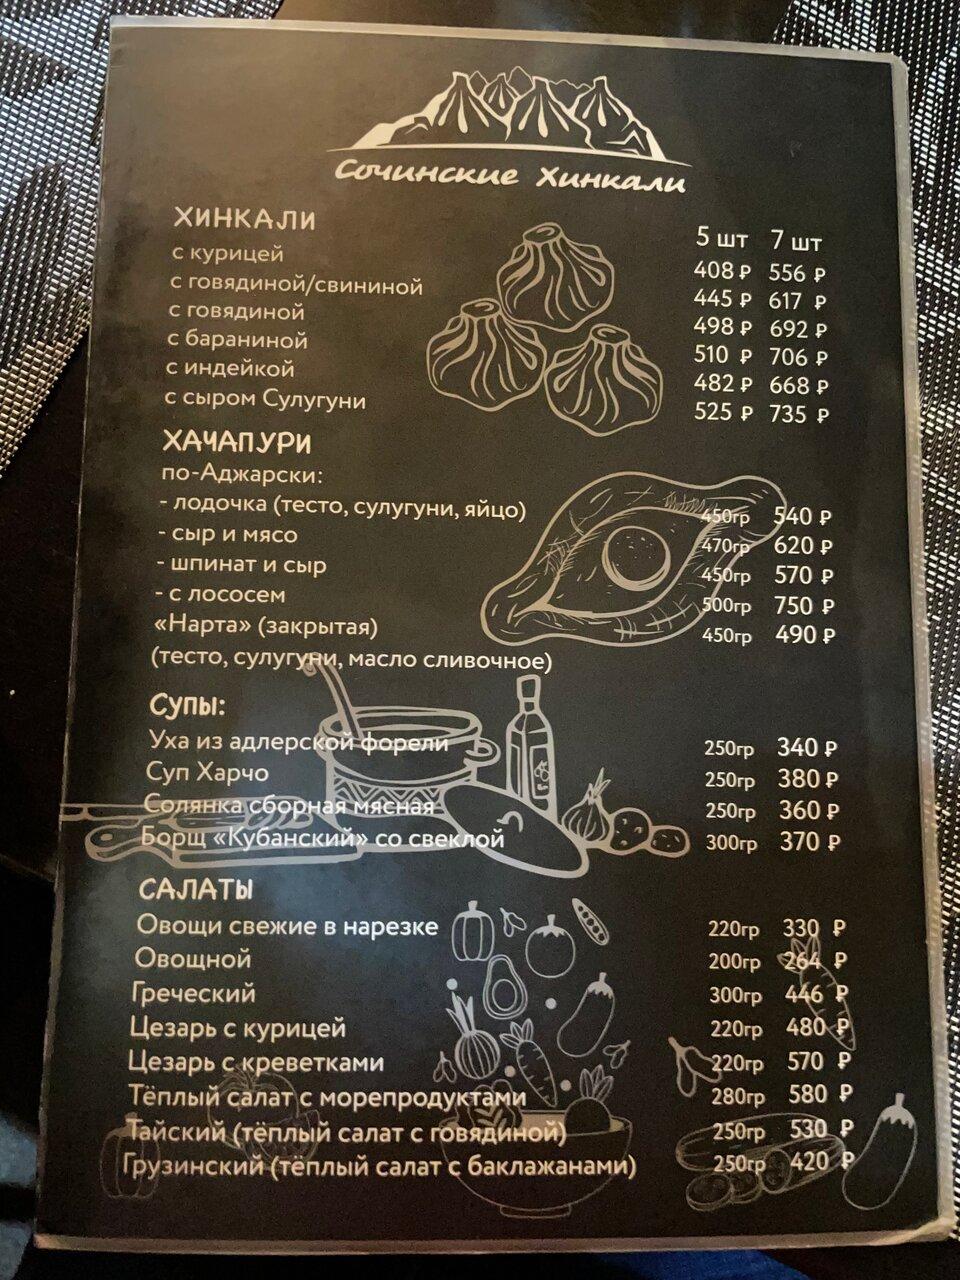 Сочинские Хинкали
ХИНКАЛИ 5 шт 7 шт
с курицей 408 ₽ 556 ₽
с говядиной/свининой 445 ₽ 617 ₽
с говядиной 498 ₽ 692 ₽
с бараниной 510 ₽ 706 ₽
с индейкой 482 ₽ 668 ₽
с сыром Сулугуни 525 ₽ 735 ₽
ХАЧАПУРИ
по-Аджарски:
- лодочка (тесто, сулугуни, яйцо) 450гр 540 ₽
- сыр и мясо 470гр 620 ₽
- шпинат и сыр 450гр 570 ₽
- с лососем 500гр 750 ₽
«Нарта» (закрытая) 450гр 490 ₽
(тесто, сулугуни, масло сливочное)
Супы:
Уха из адлерской форели 250гр 340 ₽
Суп Харчо 250гр 380 ₽
Солянка сборная мясная 250гр 360 ₽
Борщ «Кубанский» со свеклой 300гр 370 ₽
САЛАТЫ
Овощи свежие в нарезке 220гр 330 ₽
Овощной 200гр 264 ₽
Греческий 300гр 446 ₽
Цезарь с курицей 220гр 480 ₽
Цезарь с креветками 220гр 570 ₽
Тёплый салат с морепродуктами 280гр 580 ₽
Тайский (тёплый салат с говядиной) 250гр 530 ₽
Грузинский (тёплый салат с баклажанами) 250гр 420 ₽